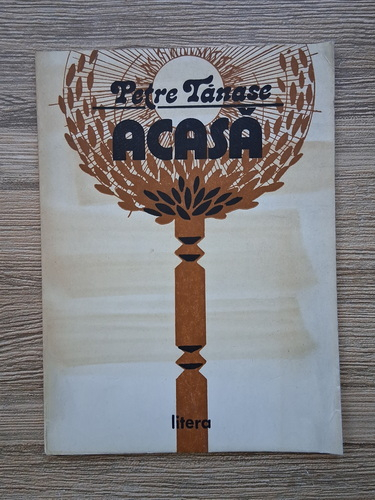 Petre Tănase
ACASĂ
litera